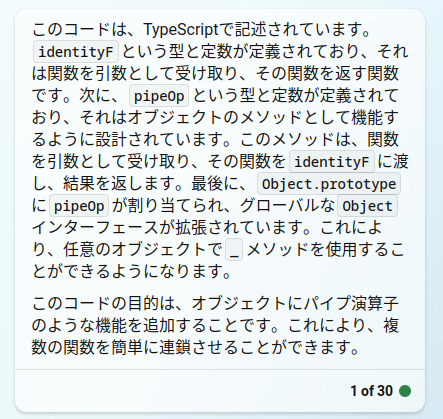 このコードは、TypeScriptで記述されています。
identityF という型と定数が定義されており、それ
は関数を引数として受け取り、その関数を返す関数
です。次に、 pipeOp という型と定数が定義されて
おり、それはオブジェクトのメソッドとして機能す
るように設計されています。このメソッドは、関数
を引数として受け取り、その関数を identityF に渡
し、結果を返します。最後に、 Object.prototype
に pipeOp が割り当てられ、グローバルな Object
インターフェースが拡張されています。これによ
り、任意のオブジェクトで _ メソッドを使用するこ
とができるようになります。
このコードの目的は、オブジェクトにパイプ演算子
のような機能を追加することです。これにより、複
数の関数を簡単に連鎖させることができます。
1 of 30